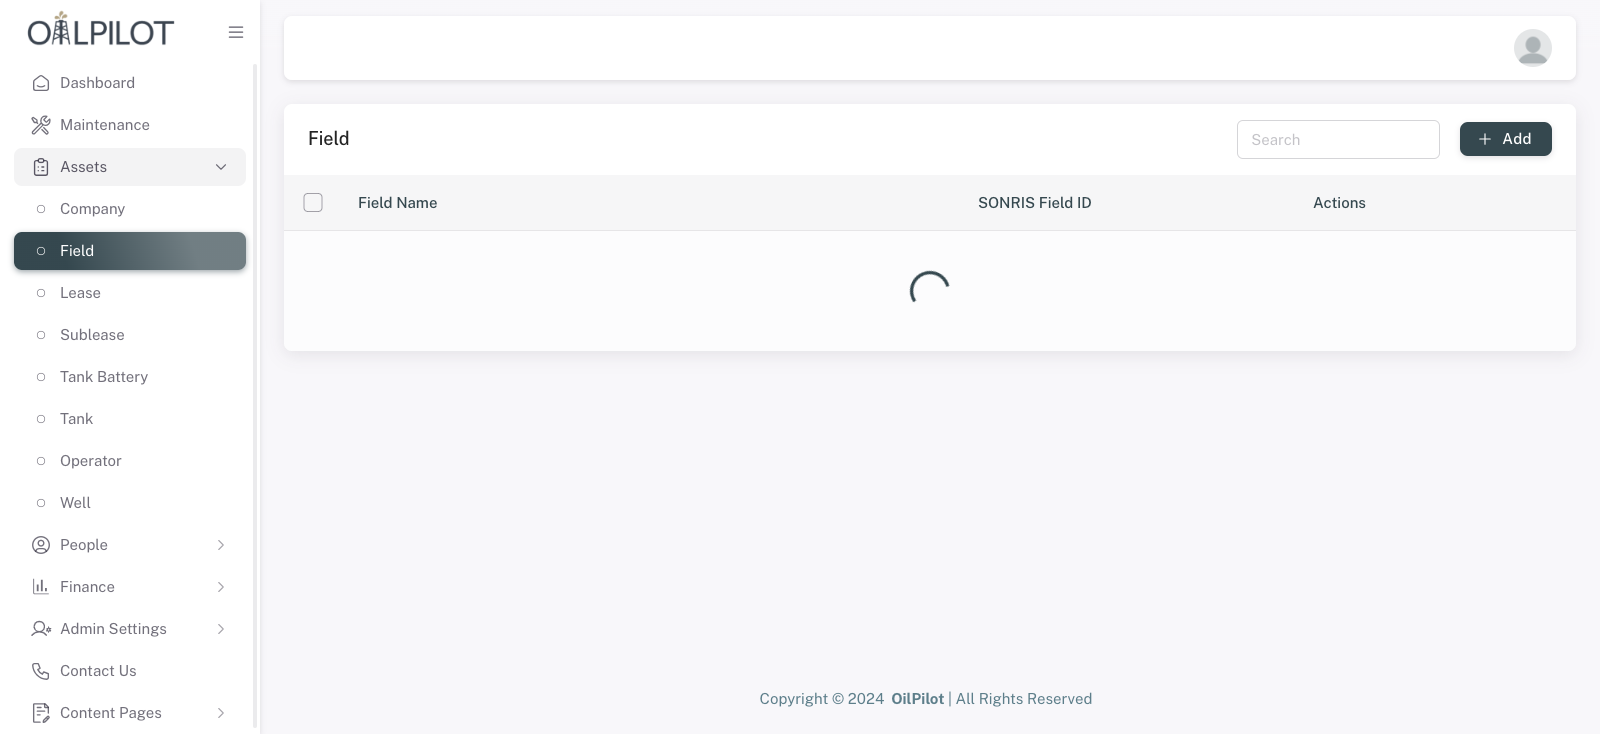 OILPILOT
Dashboard
Maintenance
Assets
Company
Field
Lease
Sublease
Tank Battery
Tank
Operator
Well
People
Finance
Admin Settings
Contact Us
Content Pages
Field
Search
Add
Field Name SONRIS Field ID Actions
Copyright © 2024 OilPilot | All Rights Reserved